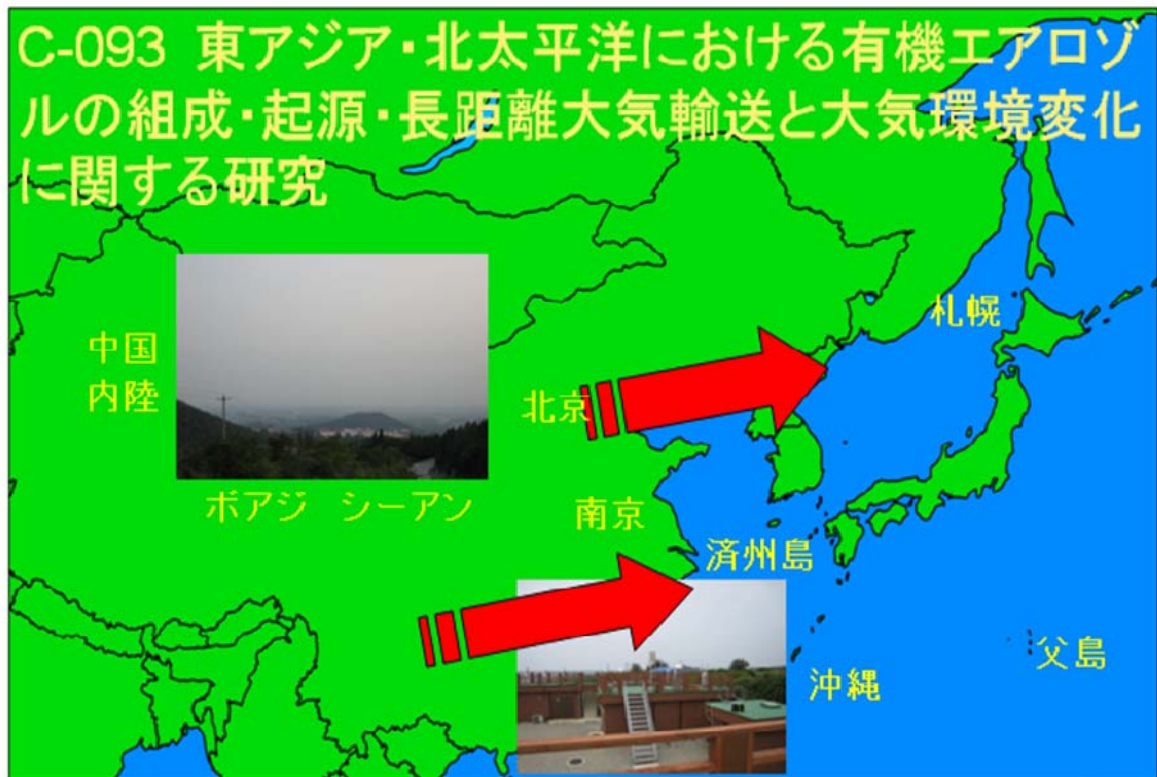 C-093 東アジア・北太平洋における有機エアロゾ
ルの組成・起源・長距離大気輸送と大気環境変化
に関する研究
札幌
中国
内陸
北京
ボアジ シーアン
南京
済州島
父島
沖縄